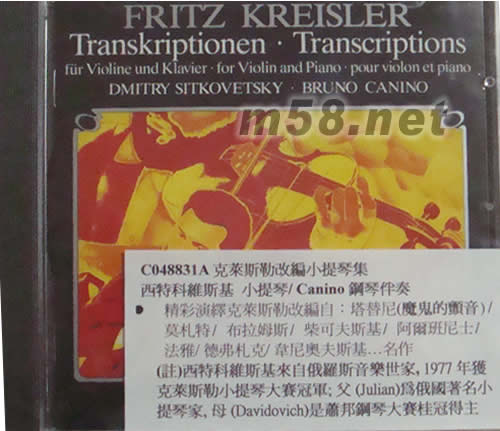 FRITZ KREISLER
Transkriptionen · Transcriptions
für Violine und Klavier · for Violin and Piano · pour violon et piano
DMITRY SITKOVETSKY · BRUNO CANINO
m58.net
C048831A 克萊斯勒改編小提琴集
西特科維斯基 小提琴/ Canino 鋼琴伴奏
● 精彩演繹克萊斯勒改編自：塔替尼(魔鬼的顫音)/
莫札特/ 布拉姆斯/ 柴可夫斯基/ 阿爾班尼士/
法雅/ 德弗札克/ 韋尼奧夫斯基…名作
(註)西特科維斯基來自俄羅斯音樂世家, 1977 年獲
克萊斯勒小提琴大賽冠軍; 父 (Julian)爲俄國著名小
提琴家, 母 (Davidovich)是蕭邦鋼琴大賽桂冠得主